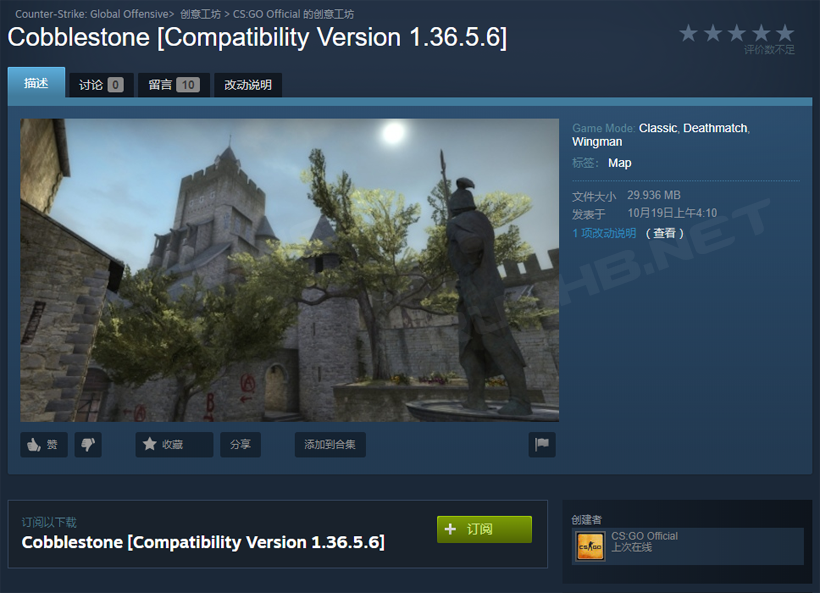 Counter-Strike: Global Offensive> 创意工坊 > CS:GO Official 的创意工坊
Cobblestone [Compatibility Version 1.36.5.6]
评价数不足
描述 讨论 0 留言 10 改动说明
Game Mode: Classic, Deathmatch,
Wingman
标签： Map
文件大小 29.936 MB
发表于 10月19日上午4:10
1 项改动说明 （ 查看 ）
赞 收藏 分享 添加到合集
订阅以下载
Cobblestone [Compatibility Version 1.36.5.6]
订阅
创建者
CS:GO Official
上次在线
CS GO